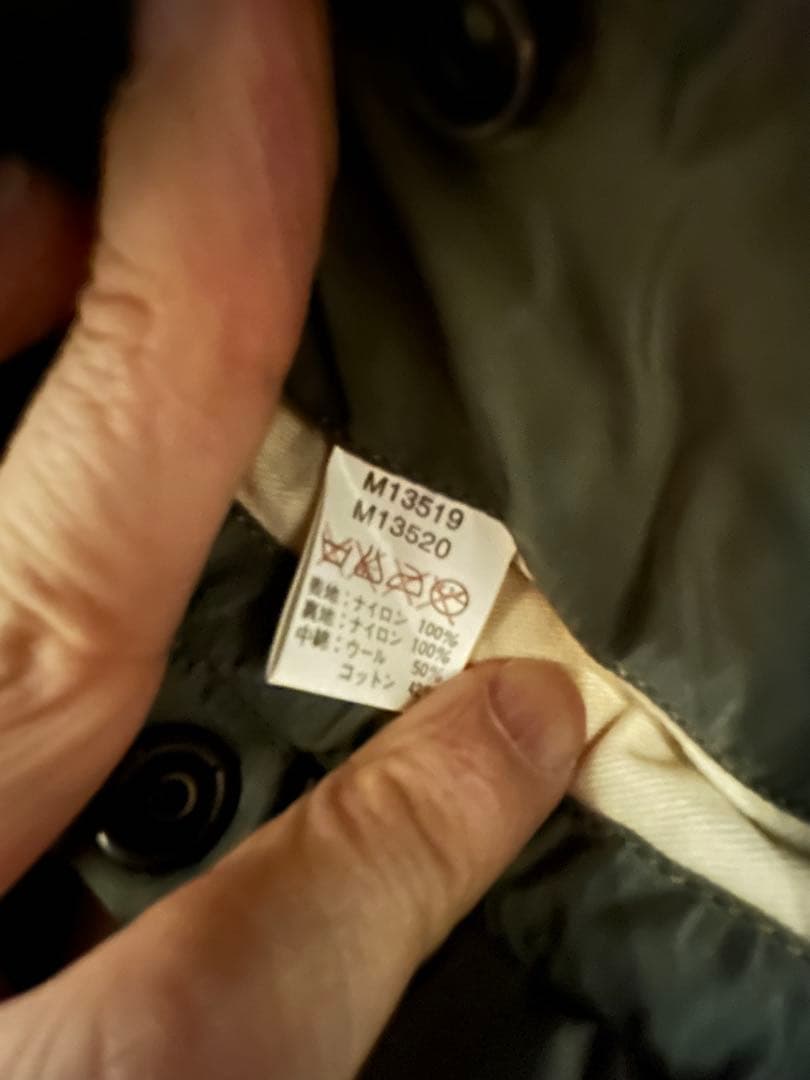 M13519
M13520
表地：ナイロン 100%
裏地：ナイロン 100%
中綿：ウール 50%
コットン